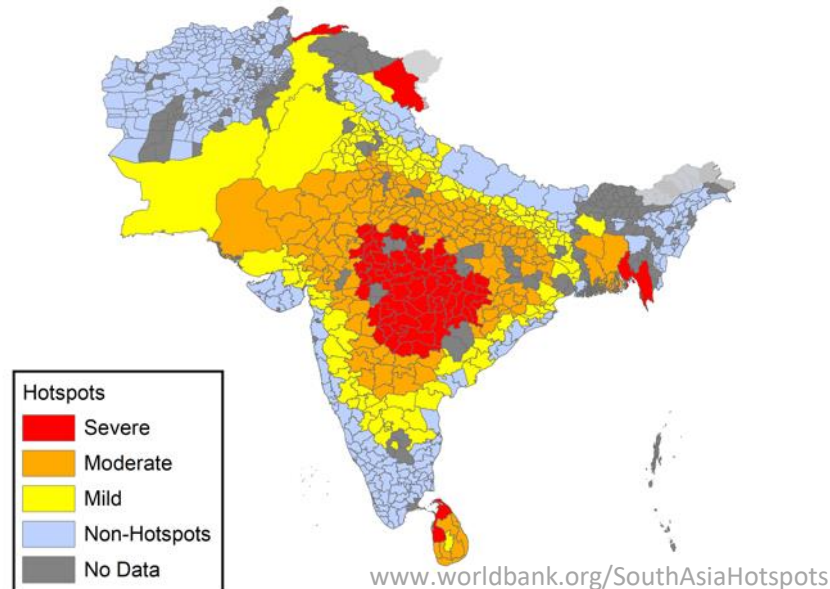 Hotspots
Severe
Moderate
Mild
Non-Hotspots
No Data
www.worldbank.org/SouthAsiaHotspots